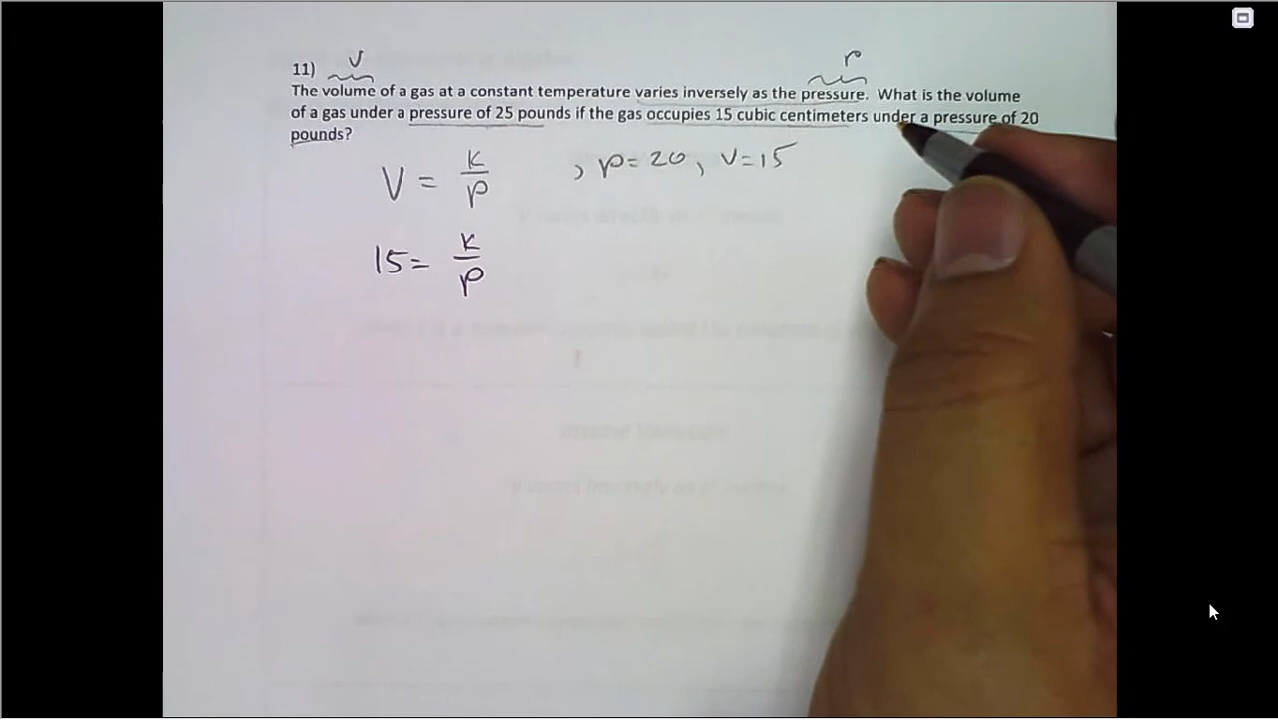 11)
V
P
The volume of a gas at a constant temperature varies inversely as the pressure. What is the volume
of a gas under a pressure of 25 pounds if the gas occupies 15 cubic centimeters under a pressure of 20
pounds?
V = K/P , P=20, V=15
15= K/P